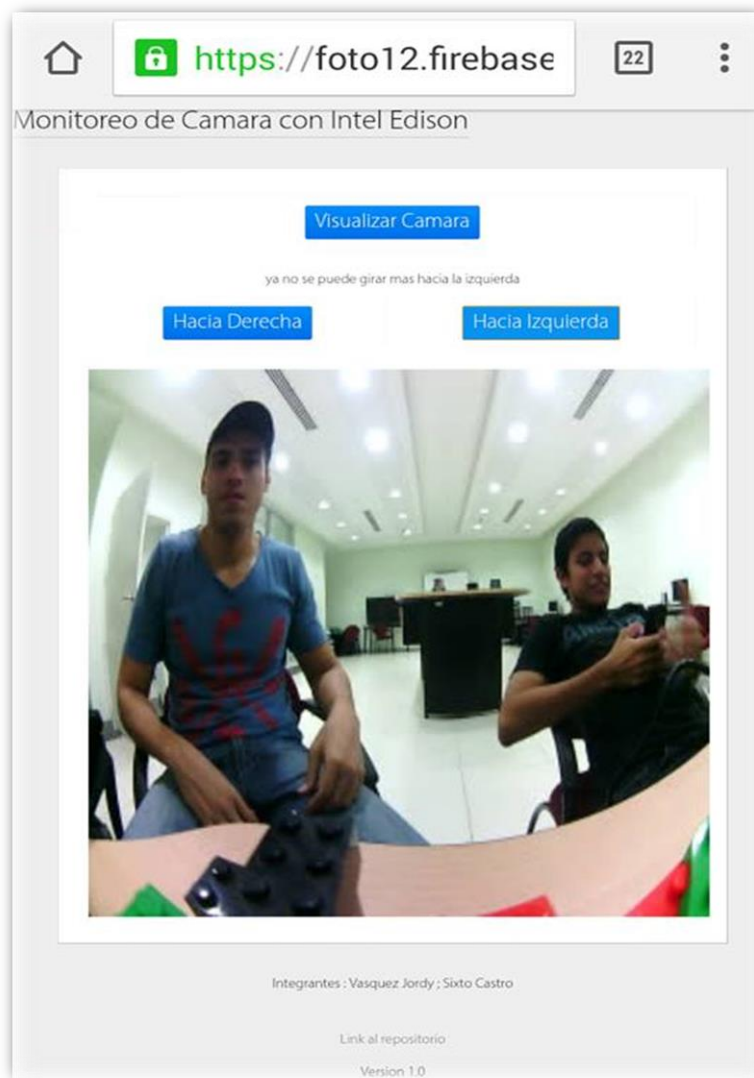 https://foto12.firebase
22
Monitoreo de Camara con Intel Edison
Visualizar Camara
ya no se puede girar mas hacia la izquierda
Hacia Derecha
Hacia Izquierda
Integrantes : Vasquez Jordy ; Sixto Castro
Link al repositorio
Version 1.0